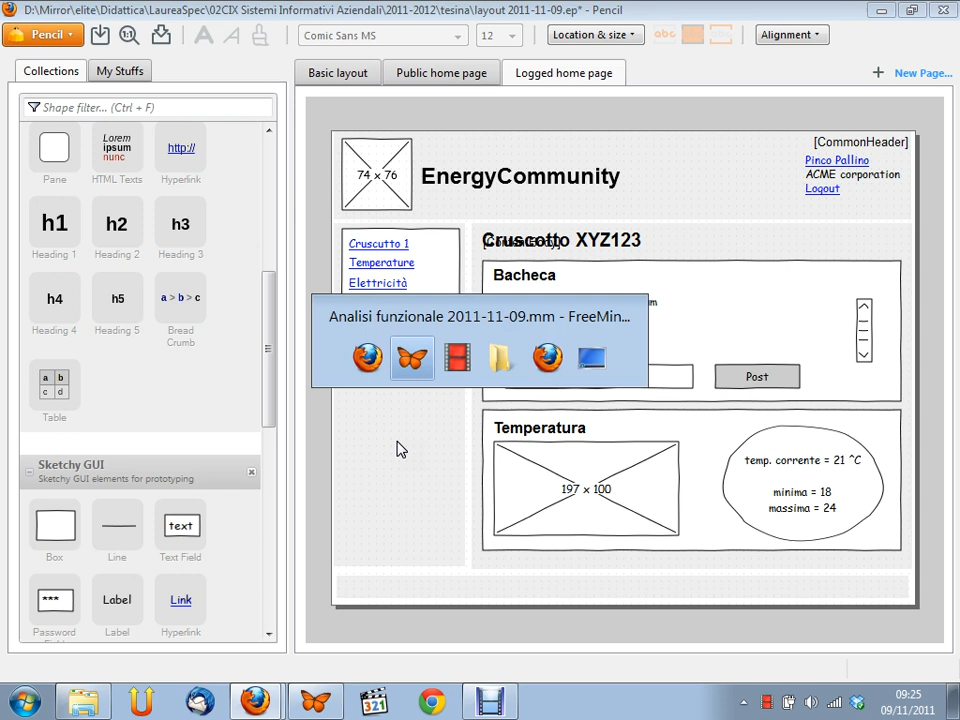 D:\Mirror\elite\Didattica\LaureaSpec\02CIX Sistemi Informativi Aziendali\2011-2012\tesina\layout 2011-11-09.ep* - Pencil
Pencil
Comic Sans MS
12
Location & size
abc
abc
Alignment
Collections
My Stuffs
Basic layout
Public home page
Logged home page
New Page...
Shape filter... (Ctrl + F)
Lorem
ipsum
nunc
http://
Pane
HTML Texts
Hyperlink
h1
h2
h3
Heading 1
Heading 2
Heading 3
h4
h5
a > b > c
Heading 4
Heading 5
Bread
Crumb
a b
c d
Table
Sketchy GUI
Sketchy GUI elements for prototyping
text
Box
Line
Text Field
***
Label
Link
Password
Label
Hyperlink
74 x 76
EnergyCommunity
[CommonHeader]
Pinco Pallino
ACME corporation
Logout
Cruscutto 1
Temperature
Elettricità
Cruscotto XYZ123
Bacheca
Analisi funzionale 2011-11-09.mm - FreeMin...
Post
Temperatura
197 x 100
temp. corrente = 21 ^C
minima = 18
massima = 24
321
09:25
09/11/2011